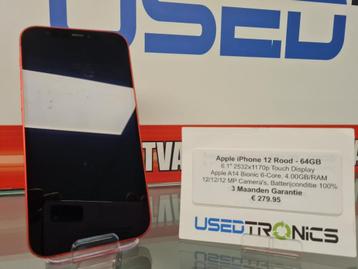 USED
TVA
Apple iPhone 12 Rood - 64GB
6.1" 2532x1170p Touch Display
Apple A14 Bionic 6-Core, 4.00GB/RAM
12/12/12 MP Camera's, Batterijconditie 100%
3 Maanden Garantie
€ 279.95
USEDTRONICS